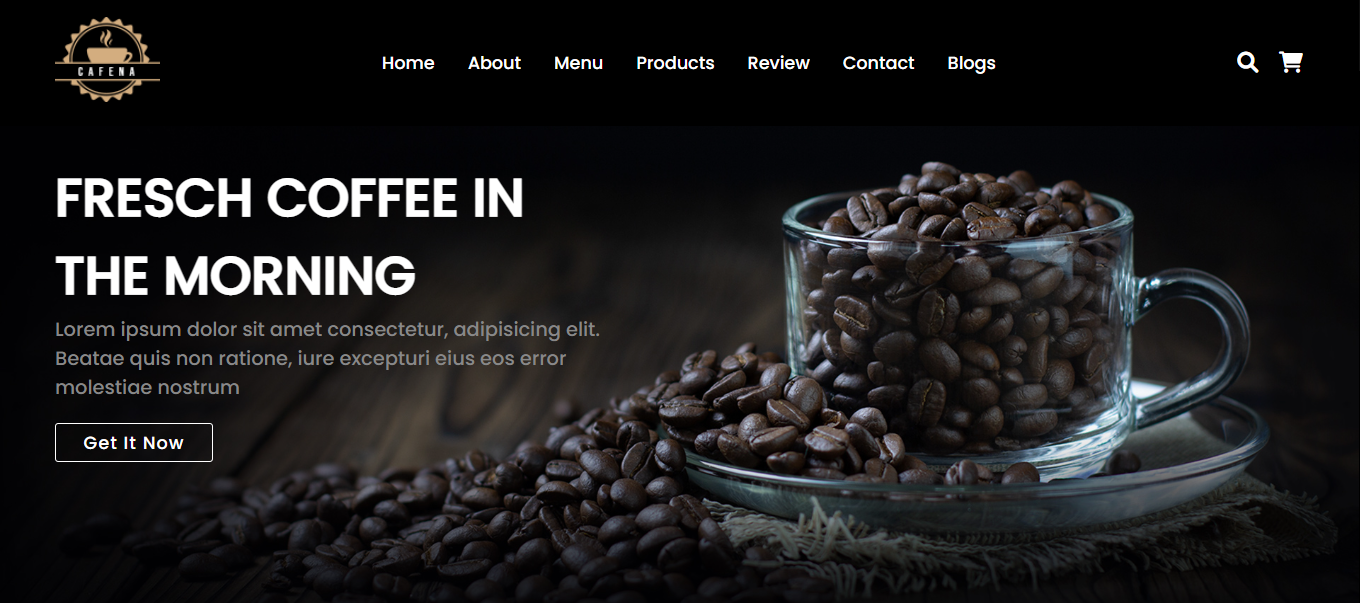 CAFENA
Home About Menu Products Review Contact Blogs
FRESCH COFFEE IN
THE MORNING
Lorem ipsum dolor sit amet consectetur, adipisicing elit.
Beatae quis non ratione, iure excepturi eius eos error
molestiae nostrum
Get It Now